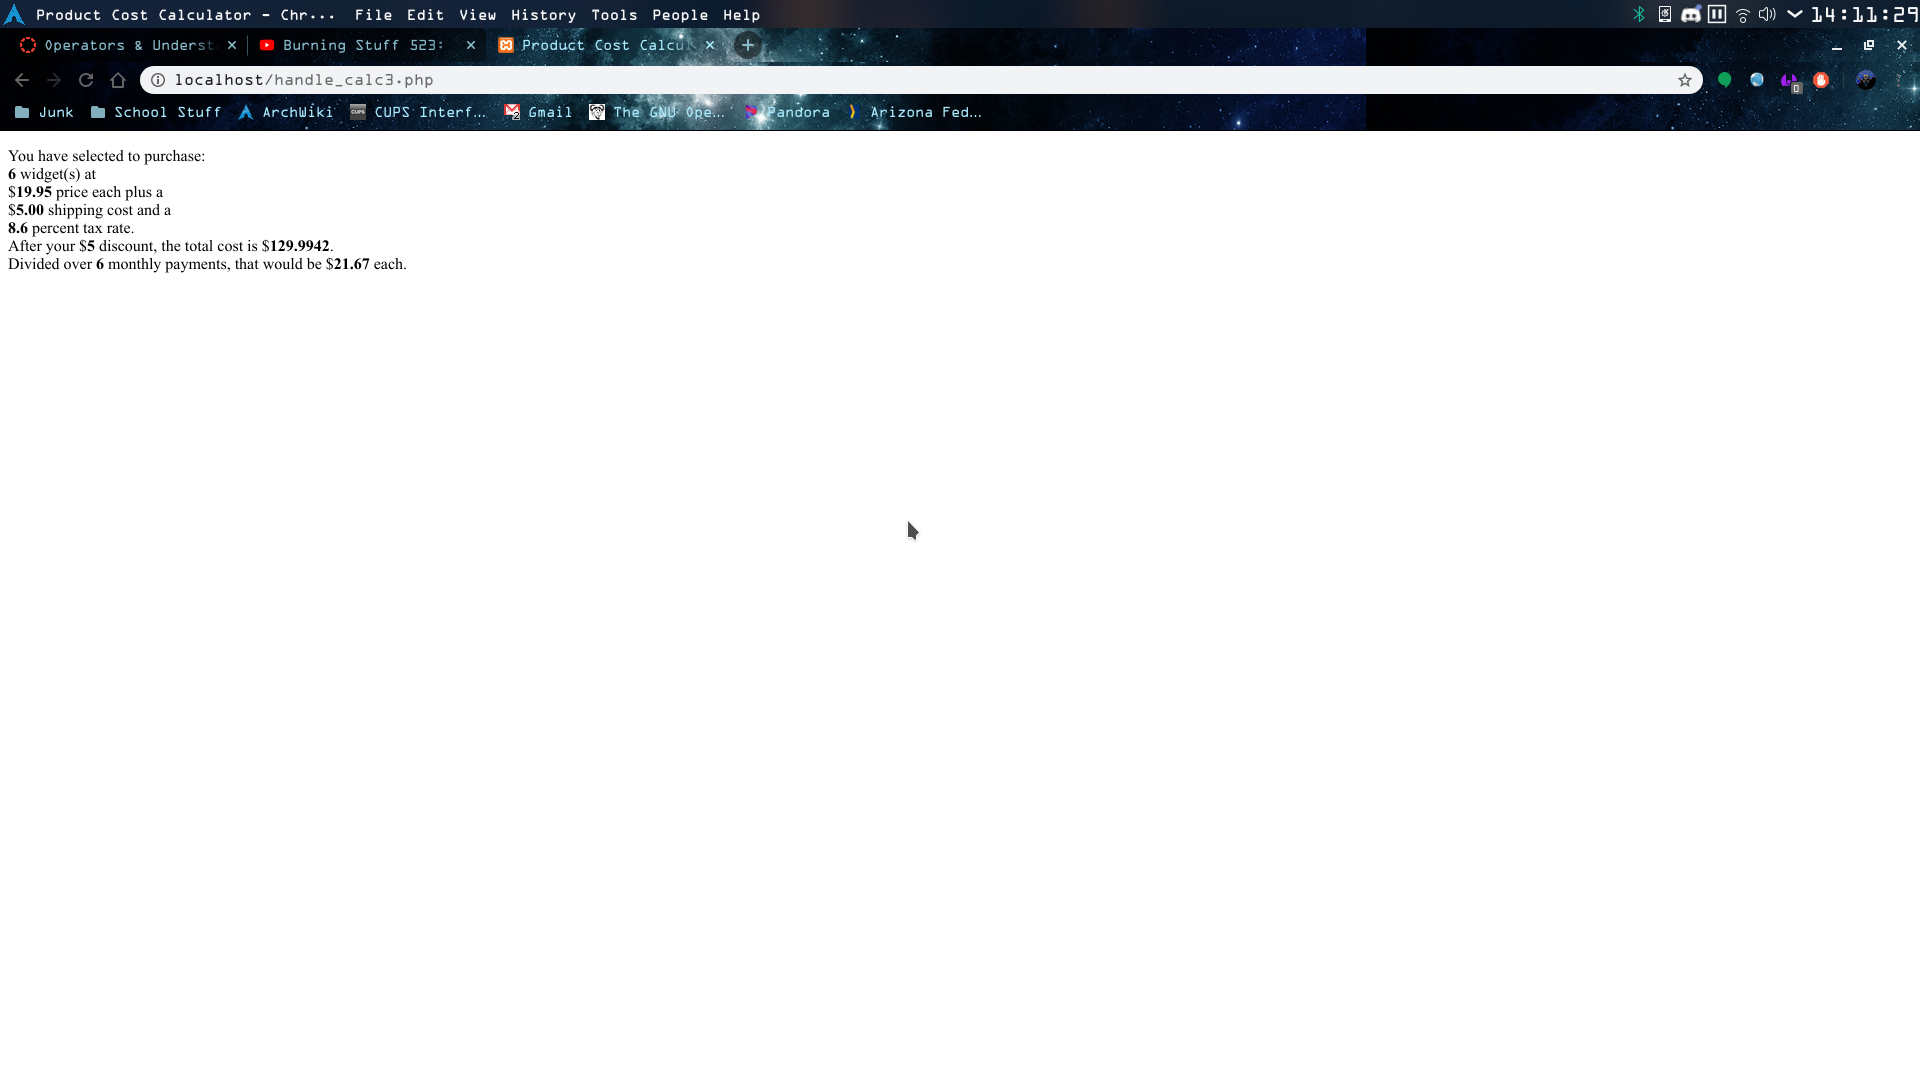 Product Cost Calculator - Chr... File Edit View History Tools People Help 14:11:29
Operators & Underst Burning Stuff 523: Product Cost Calcul
localhost/handle_calc3.php
Junk School Stuff ArchWiki CUPS Interf... Gmail The GNU Ope... Pandora Arizona Fed...
You have selected to purchase:
6 widget(s) at
$19.95 price each plus a
$5.00 shipping cost and a
8.6 percent tax rate.
After your $5 discount, the total cost is $129.9942.
Divided over 6 monthly payments, that would be $21.67 each.